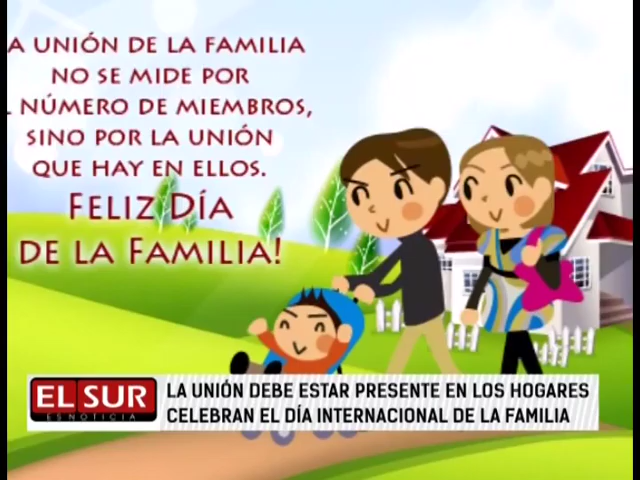 A UNIÓN DE LA FAMILIA
NO SE MIDE POR
L NÚMERO DE MIEMBROS,
SINO POR LA UNIÓN
QUE HAY EN ELLOS.
FELIZ DÍA
DE LA FAMILIA!
EL SUR
ES NOTICIA
LA UNIÓN DEBE ESTAR PRESENTE EN LOS HOGARES
CELEBRAN EL DÍA INTERNACIONAL DE LA FAMILIA